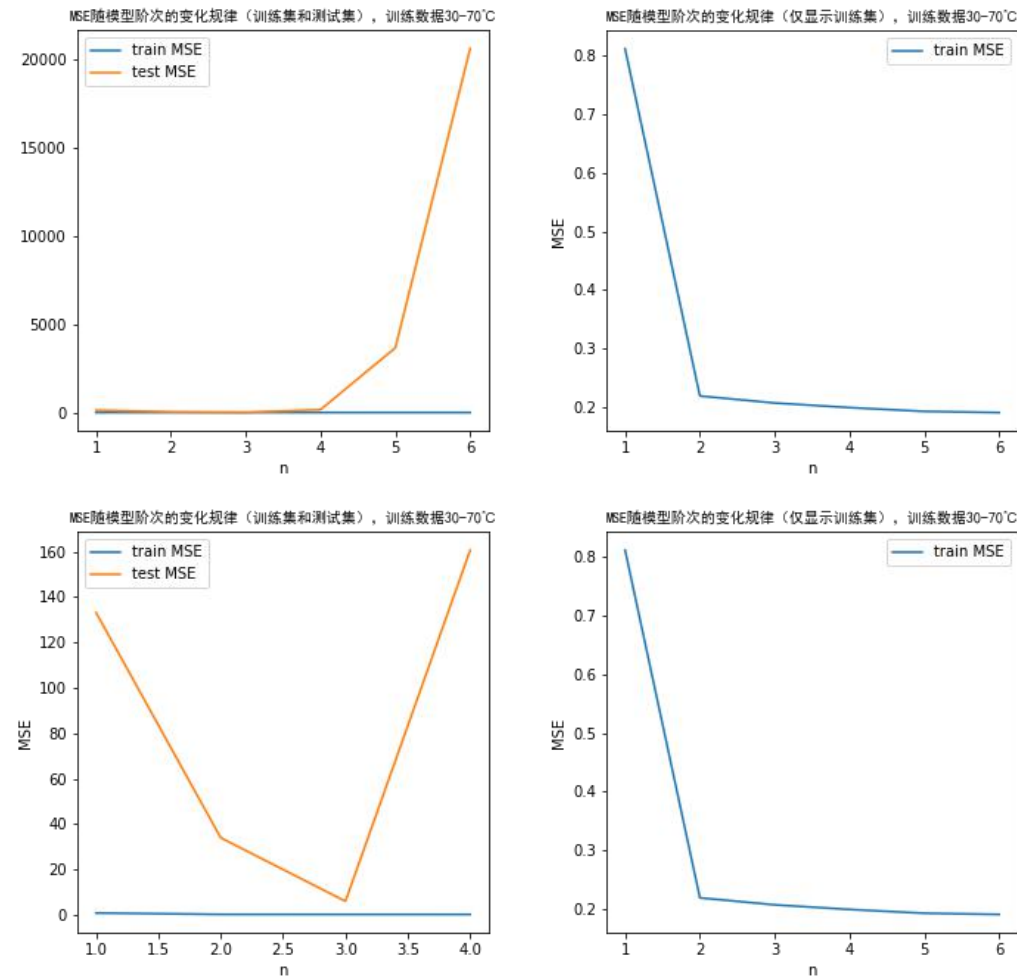 MSE随模型阶次的变化规律（训练集和测试集），训练数据30-70℃
train MSE
test MSE
20000
15000
10000
5000
0
1 2 3 4 5 6
n
MSE随模型阶次的变化规律（仅显示训练集），训练数据30-70℃
train MSE
MSE
0.8
0.7
0.6
0.5
0.4
0.3
0.2
1 2 3 4 5 6
n
MSE随模型阶次的变化规律（训练集和测试集），训练数据30-70℃
train MSE
test MSE
MSE
160
140
120
100
80
60
40
20
0
1.0 1.5 2.0 2.5 3.0 3.5 4.0
n
MSE随模型阶次的变化规律（仅显示训练集），训练数据30-70℃
train MSE
MSE
0.8
0.7
0.6
0.5
0.4
0.3
0.2
1 2 3 4 5 6
n